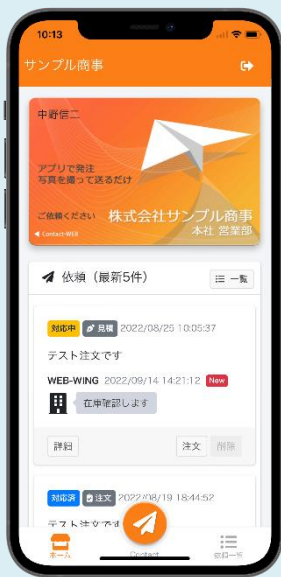 10:13
サンプル商事
中野信二
アプリで発注
写真を撮って送るだけ
ご依頼ください
株式会社サンプル商事
本社 営業部
◀ Contact-WEB
依頼（最新5件）
一覧
対応中 見積 2022/08/25 10:05:37
テスト注文です
WEB-WING 2022/09/14 14:21:12 New
在庫確認します
詳細 注文 削除
対応済 注文 2022/08/19 18:44:52
テスト注文です
ホーム Contact 依頼一覧